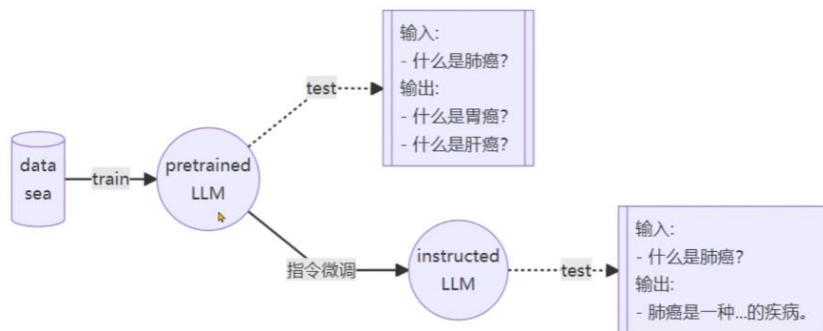 data
sea
train
pretrained
LLM
test
输入:
- 什么是肺癌?
输出:
- 什么是胃癌?
- 什么是肝癌?
指令微调
instructed
LLM
test
输入:
- 什么是肺癌?
输出:
- 肺癌是一种...的疾病。